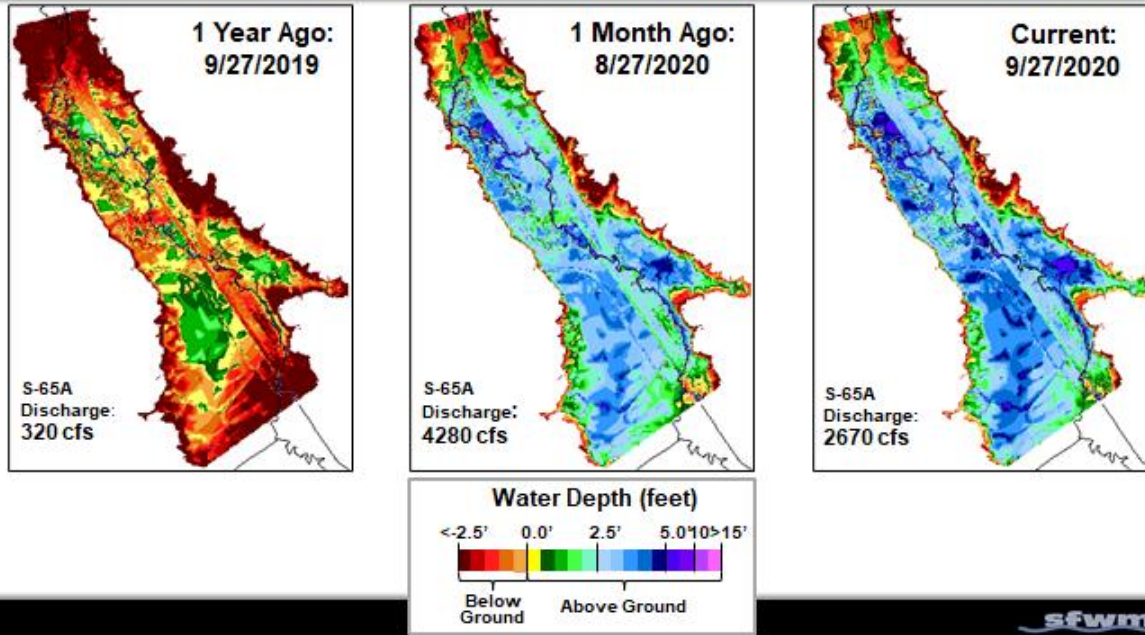 1 Year Ago:
9/27/2019
S-65A
Discharge:
320 cfs
1 Month Ago:
8/27/2020
S-65A
Discharge:
4280 cfs
Current:
9/27/2020
S-65A
Discharge:
2670 cfs
Water Depth (feet)
<-2.5' 0.0' 2.5' 5.0'10'>15'
Below
Ground
Above Ground
sfwm